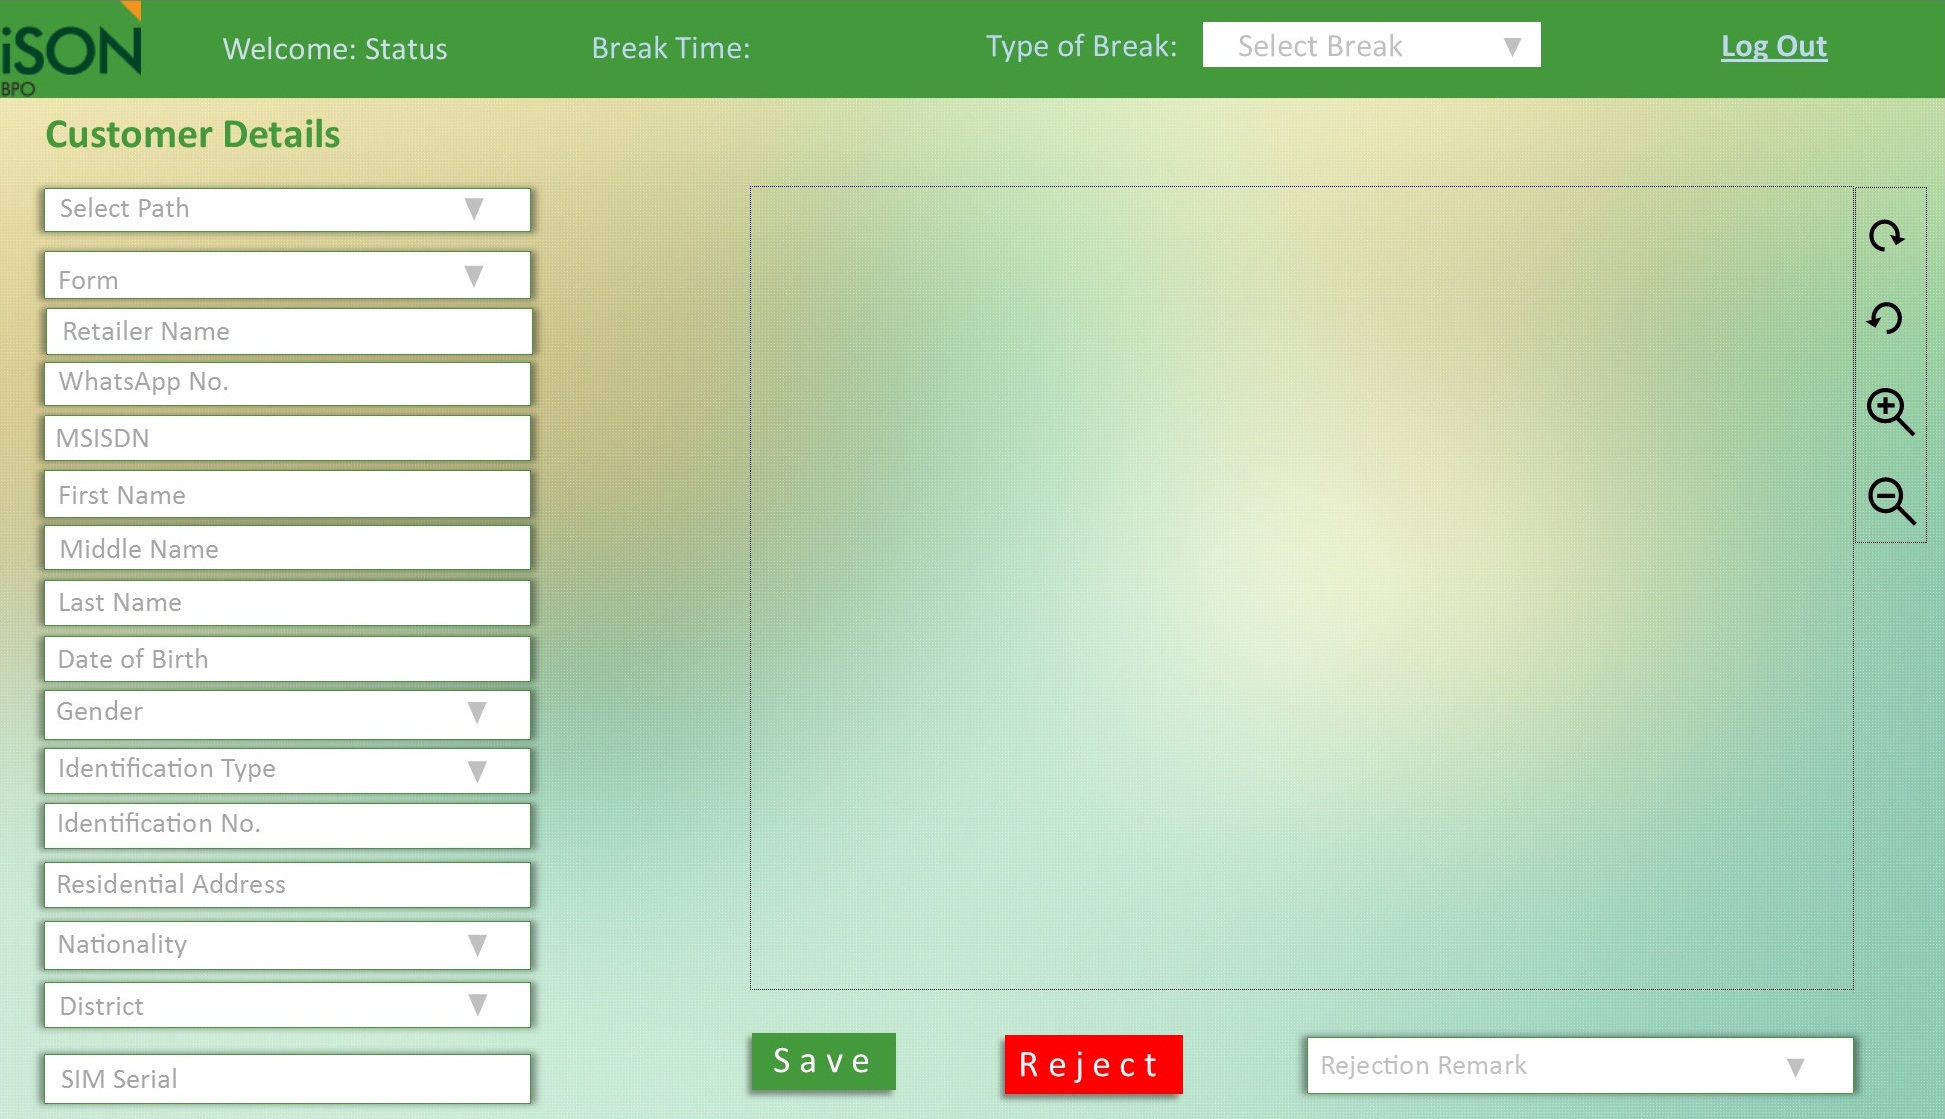 iSON
BPO
Welcome: Status
Break Time:
Type of Break:
Select Break
Log Out
Customer Details
Select Path
Form
Retailer Name
WhatsApp No.
MSISDN
First Name
Middle Name
Last Name
Date of Birth
Gender
Identification Type
Identification No.
Residential Address
Nationality
District
SIM Serial
Save
Reject
Rejection Remark